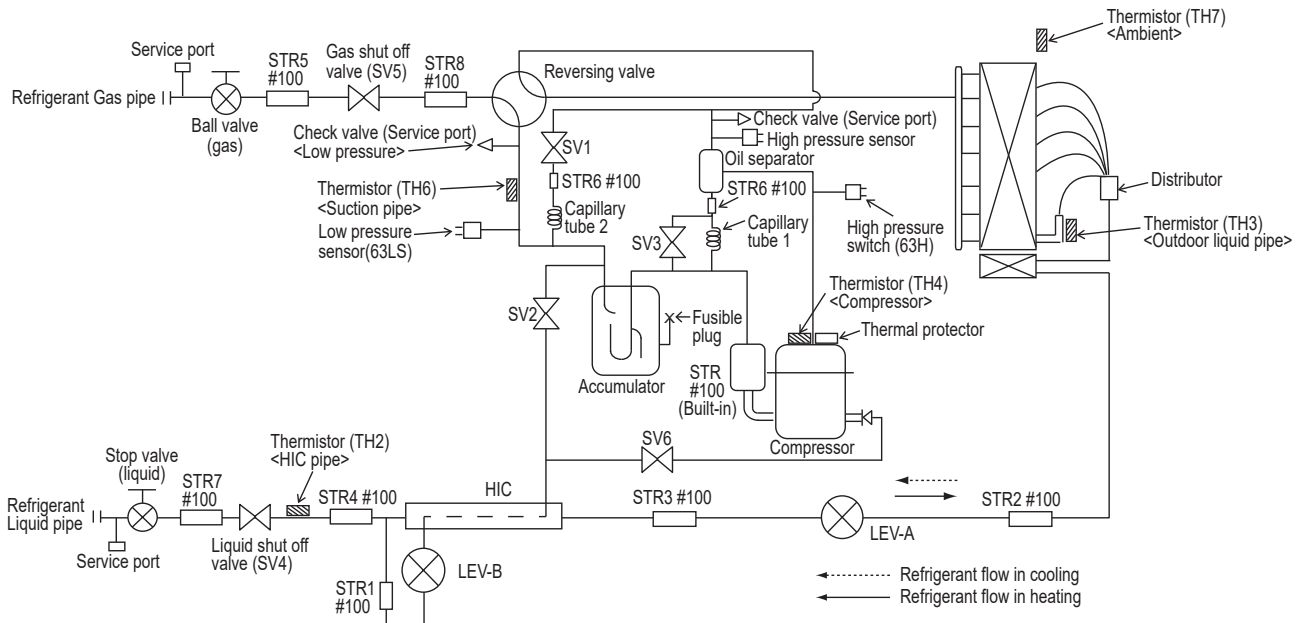 Thermistor (TH7)
<Ambient>
Service port
STR5
#100
Gas shut off
valve (SV5)
STR8
#100
Reversing valve
Refrigerant Gas pipe
Ball valve
(gas)
Check valve (Service port)
<Low pressure>
SV1
Check valve (Service port)
High pressure sensor
Oil separator
STR6 #100
STR6 #100
Distributor
Thermistor (TH6)
<Suction pipe>
Capillary
tube 2
Capillary
tube 1
High pressure
switch (63H)
Low pressure
sensor(63LS)
SV3
Thermistor (TH3)
<Outdoor liquid pipe>
Thermistor (TH4)
<Compressor>
SV2
Fusible
plug
Thermal protector
Accumulator
STR
#100
(Built-in)
Compressor
SV6
Thermistor (TH2)
<HIC pipe>
Stop valve
(liquid)
STR7
#100
STR4 #100
HIC
STR3 #100
STR2 #100
Refrigerant
Liquid pipe
LEV-A
Service port
Liquid shut off
valve (SV4)
LEV-B
STR1
#100
Refrigerant flow in cooling
Refrigerant flow in heating